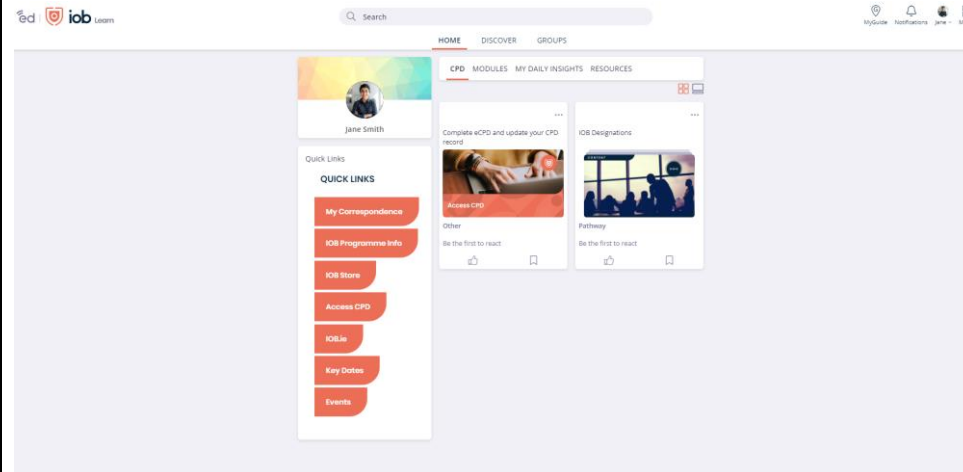 ed iob Learn
Search
MyGuide Notifications Jane
HOME DISCOVER GROUPS
Jane Smith
CPD MODULES MY DAILY INSIGHTS RESOURCES
Quick Links
QUICK LINKS
My Correspondence
IOB Programme Info
IOB Store
Access CPD
IOB.ie
Key Dates
Events
Complete eCPD and update your CPD
record
Access CPD
Other
Be the first to react
IOB Designations
CONTENT
Pathway
Be the first to react